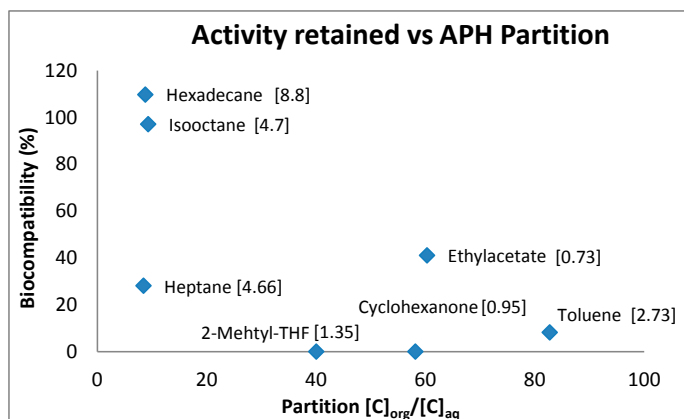 Activity retained vs APH Partition
120
100
80
60
40
20
0
Biocompatibility (%)
Hexadecane [8.8]
Isooctane [4.7]
Ethylacetate [0.73]
Heptane [4.66]
Cyclohexanone [0.95]
Toluene [2.73]
2-Mehtyl-THF [1.35]
0 20 40 60 80 100
Partition [C]org/[C]aq